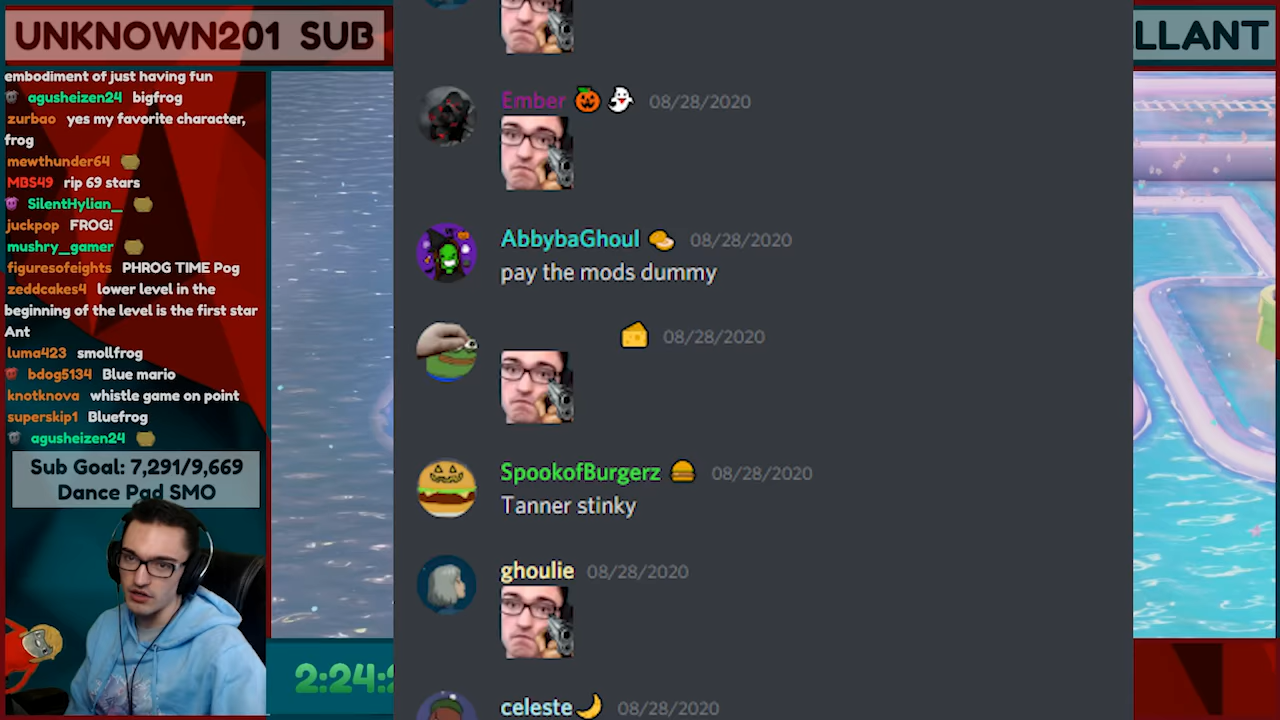 UNKNOWN201 SUB
LLANT
embodiment of just having fun
agusheizen24 bigfrog
zurbao yes my favorite character,
frog
mewthunder64
MBS49 rip 69 stars
SilentHylian_
juckpop FROG!
mushry_gamer
figuresofeights PHROG TIME Pog
zeddcakes4 lower level in the
beginning of the level is the first star
Ant
luma423 smollfrog
bdog5134 Blue mario
knotknova whistle game on point
superskip1 Bluefrog
agusheizen24
Sub Goal: 7,291/9,669
Dance Pad SMO
2:24:
Ember 08/28/2020
AbbybaGhoul 08/28/2020
pay the mods dummy
08/28/2020
SpookofBurgerz 08/28/2020
Tanner stinky
ghoulie 08/28/2020
celeste 08/28/2020